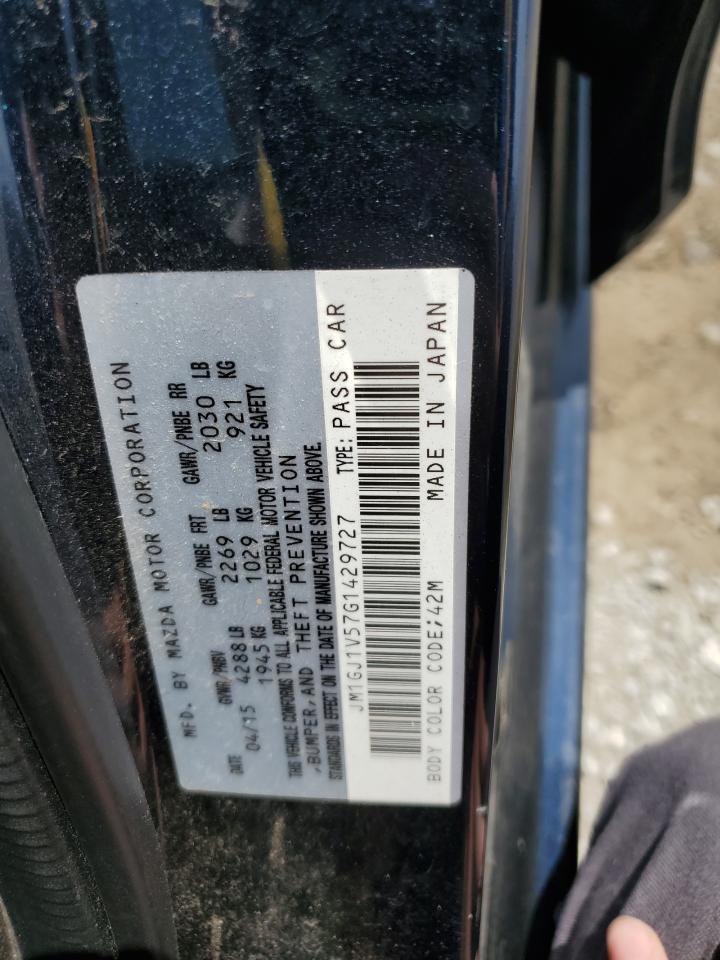 MFD. BY MAZDA MOTOR CORPORATION
DATE GVWR/PNBV GAWR/PNBE FRT GAWR/PNBE RR
04/15 4288 LB 2269 LB 2030 LB
1945 KG 1029 KG 921 KG
THIS VEHICLE CONFORMS TO ALL APPLICABLE FEDERAL MOTOR VEHICLE SAFETY
,BUMPER,AND THEFT PREVENTION
STANDARDS IN EFFECT ON THE DATE OF MANUFACTURE SHOWN ABOVE.
JM1GJ1V57G1429727 TYPE: PASS CAR
BODY COLOR CODE;42M MADE IN JAPAN